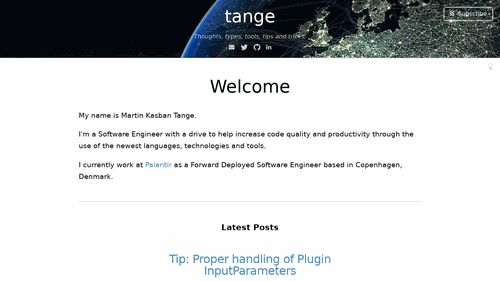 tange
Subscribe
Thoughts, types, tools, tips and tricks.
Welcome
My name is Martin Kasban Tange.
I'm a Software Engineer with a drive to help increase code quality and productivity through the
use of the newest languages, technologies and tools.
I currently work at Palantir as a Forward Deployed Software Engineer based in Copenhagen,
Denmark.
Latest Posts
Tip: Proper handling of Plugin
InputParameters